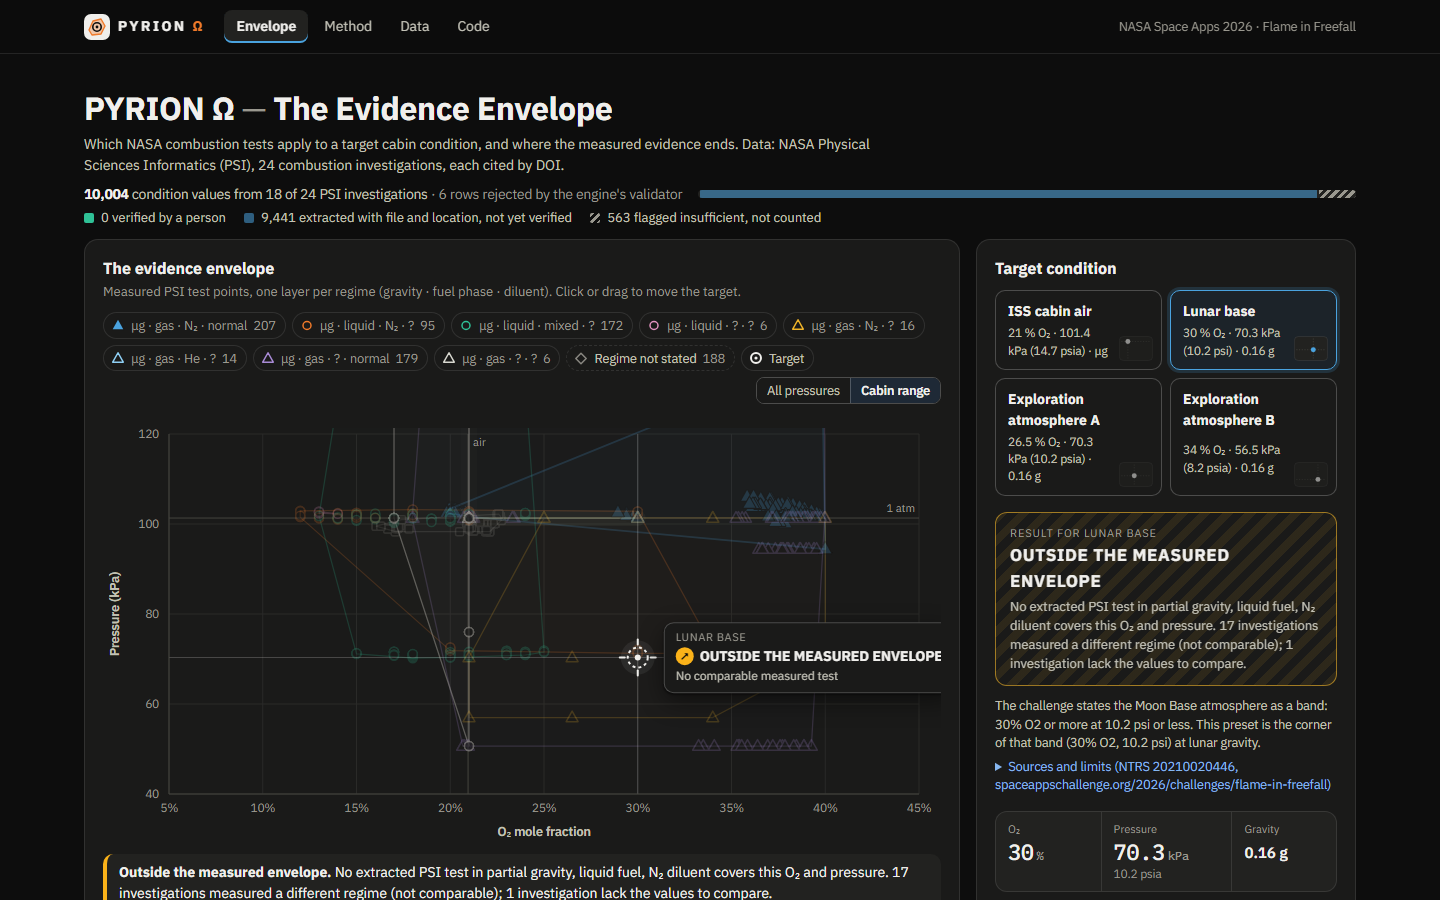 PYRION Ω
Envelope
Method
Data
Code
NASA Space Apps 2026 · Flame in Freefall
PYRION Ω — The Evidence Envelope
Which NASA combustion tests apply to a target cabin condition, and where the measured evidence ends. Data: NASA Physical
Sciences Informatics (PSI), 24 combustion investigations, each cited by DOI.
10,004 condition values from 18 of 24 PSI investigations · 6 rows rejected by the engine's validator
0 verified by a person
9,441 extracted with file and location, not yet verified
563 flagged insufficient, not counted
The evidence envelope
Measured PSI test points, one layer per regime (gravity · fuel phase · diluent). Click or drag to move the target.
µg · gas · N₂ · normal 207
µg · liquid · N₂ · ? 95
µg · liquid · mixed · ? 172
µg · liquid · ? · ? 6
µg · gas · N₂ · ? 16
µg · gas · He · ? 14
µg · gas · ? · normal 179
µg · gas · ? · ? 6
Regime not stated 188
Target
All pressures
Cabin range
120
100
80
60
40
Pressure (kPa)
air
1 atm
LUNAR BASE
OUTSIDE THE MEASURED ENVELOPE
No comparable measured test
5%
10%
15%
20%
25%
30%
35%
40%
45%
O₂ mole fraction
Outside the measured envelope. No extracted PSI test in partial gravity, liquid fuel, N₂ diluent covers this O₂ and pressure. 17
investigations measured a different regime (not comparable); 1 investigation lack the values to compare.
Target condition
ISS cabin air
21 % O₂ · 101.4
kPa (14.7 psia) · µg
Lunar base
30 % O₂ · 70.3 kPa
(10.2 psi) · 0.16 g
Exploration
atmosphere A
26.5 % O₂ · 70.3
kPa (10.2 psia) ·
0.16 g
Exploration
atmosphere B
34 % O₂ · 56.5 kPa
(8.2 psia) · 0.16 g
RESULT FOR LUNAR BASE
OUTSIDE THE MEASURED
ENVELOPE
No extracted PSI test in partial gravity, liquid fuel, N₂
diluent covers this O₂ and pressure. 17 investigations
measured a different regime (not comparable); 1
investigation lack the values to compare.
The challenge states the Moon Base atmosphere as a band:
30% O2 or more at 10.2 psi or less. This preset is the corner
of that band (30% O2, 10.2 psi) at lunar gravity.
Sources and limits (NTRS 20210020446,
spaceappschallenge.org/2026/challenges/flame-in-freefall)
O₂
30 %
Pressure
70.3 kPa
10.2 psia
Gravity
0.16 g